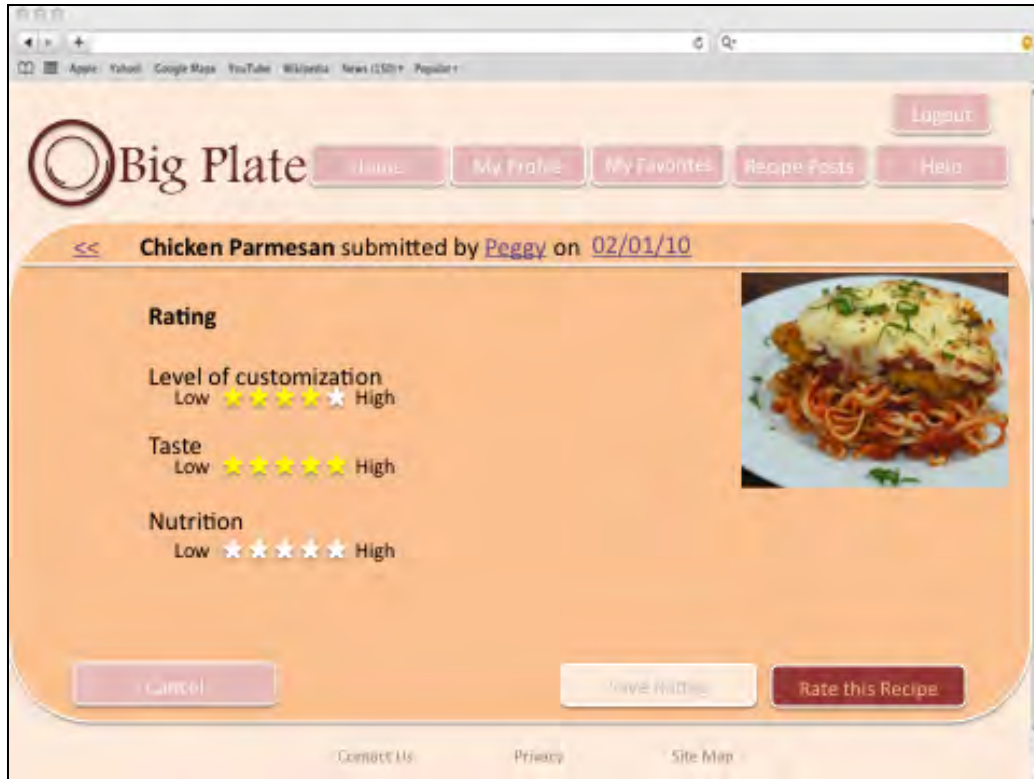 Apple Yahoo! Google Maps YouTube Wikipedia News (150) Popular
Logout
Big Plate
Home My Profile My Favorites Recipe Posts Help
<< Chicken Parmesan submitted by Peggy on 02/01/10
Rating
Level of customization
Low High
Taste
Low High
Nutrition
Low High
Cancel Save Rating Rate this Recipe
Contact Us Privacy Site Map